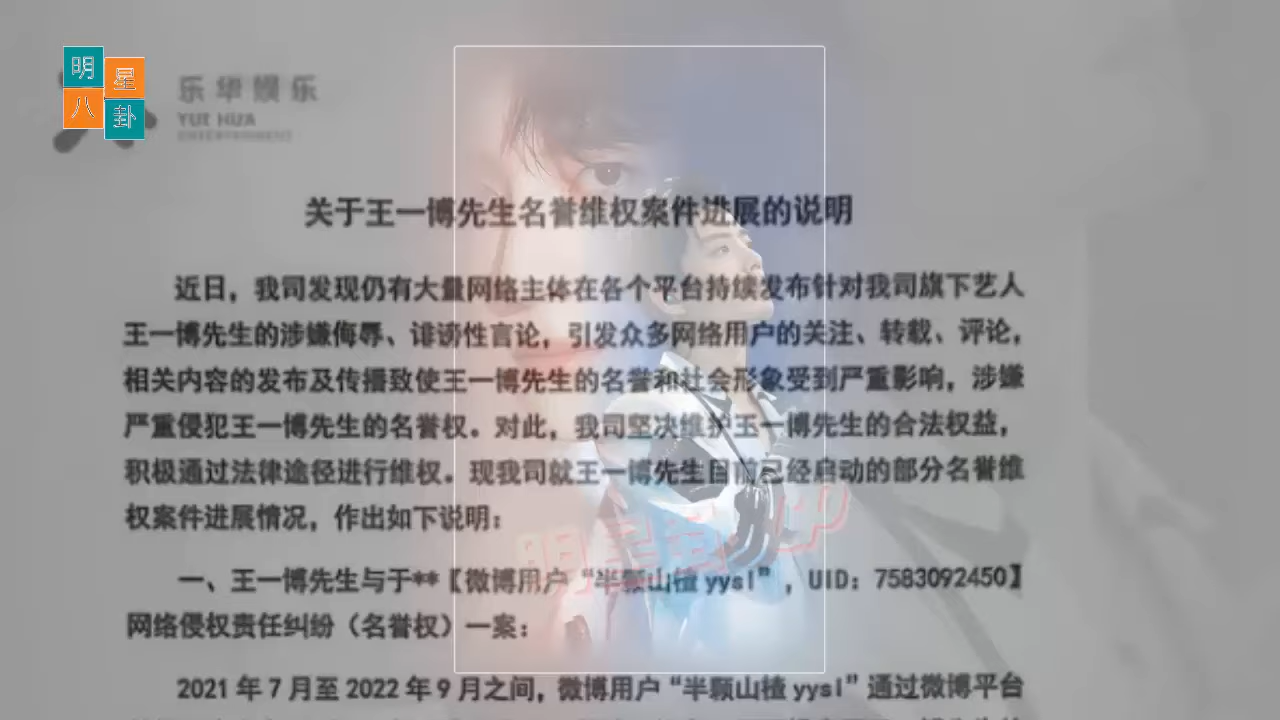 明星
八卦
乐华娱乐
YUE HUA
ENTERTAINMENT
关于王一博先生名誉维权案件进展的说明
近日，我司发现仍有大量网络主体在各个平台持续发布针对我司旗下艺人
王一博先生的涉嫌侮辱、诽谤性言论，引发众多网络用户的关注、转载、评论，
相关内容的发布及传播致使王一博先生的名誉和社会形象受到严重影响，涉嫌
严重侵犯王一博先生的名誉权。对此，我司坚决维护王一博先生的合法权益，
积极通过法律途径进行维权。现我司就王一博先生目前已经启动的部分名誉维
权案件进展情况，作出如下说明：
一、王一博先生与于**【微博用户“半颗山楂yysl”，UID：7583092450】
网络侵权责任纠纷（名誉权）一案：
2021年7月至2022年9月之间，微博用户“半颗山楂yysl”通过微博平台